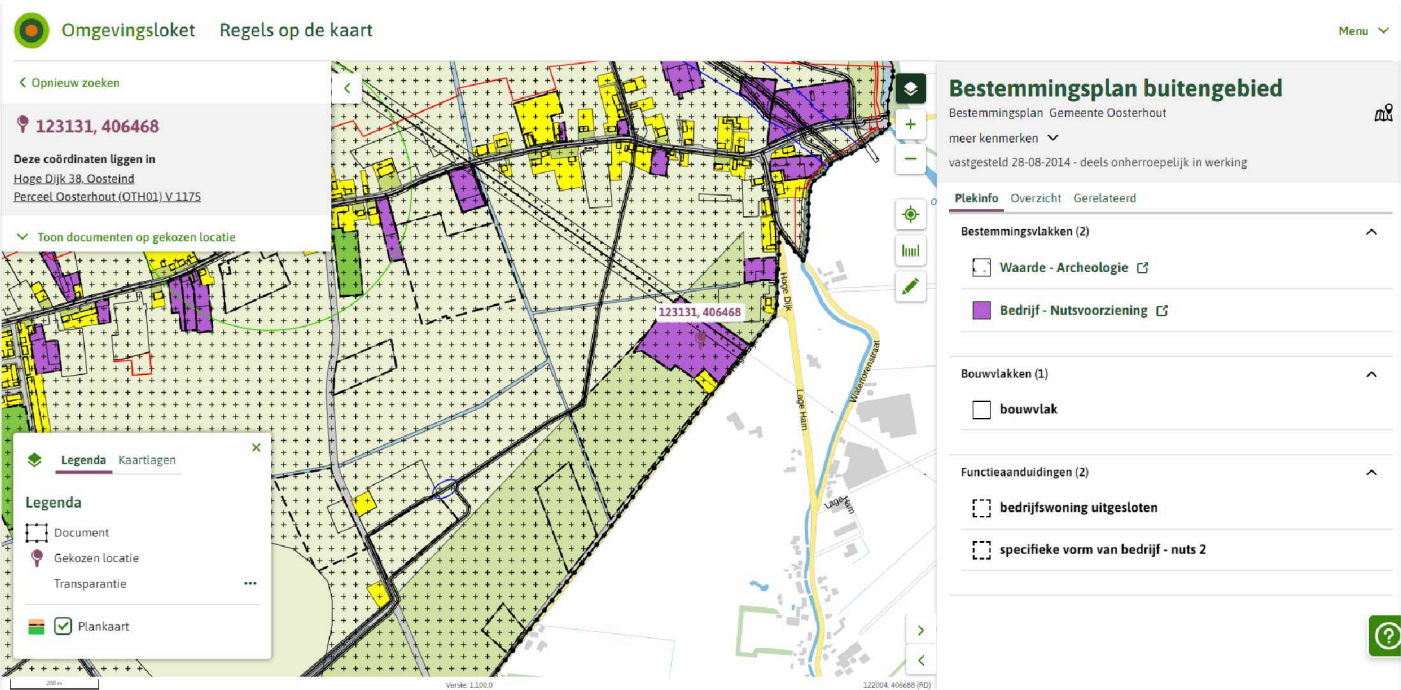 Omgevingsloket Regels op de kaart
Menu
Opnieuw zoeken
123131, 406468
Deze coördinaten liggen in
Hoge Dijk 38, Oosteind
Perceel Oosterhout (OTH01) V 1175
Toon documenten op gekozen locatie
123131, 406468
Hoge Dijk
Lage Ham
Watertorenstraat
Lage Ham
Legenda Kaartlagen
Legenda
Document
Gekozen locatie
Transparantie
Plankaart
200 m
Versie: 1.100.0
122004, 406688 (RD)
Bestemmingsplan buitengebied
Bestemmingsplan Gemeente Oosterhout
meer kenmerken
vastgesteld 28-08-2014 - deels onherroepelijk in werking
Plekinfo Overzicht Gerelateerd
Bestemmingsvlakken (2)
Waarde - Archeologie
Bedrijf - Nutsvoorziening
Bouwvlakken (1)
bouwvlak
Functieaanduidingen (2)
bedrijfswoning uitgesloten
specifieke vorm van bedrijf - nuts 2